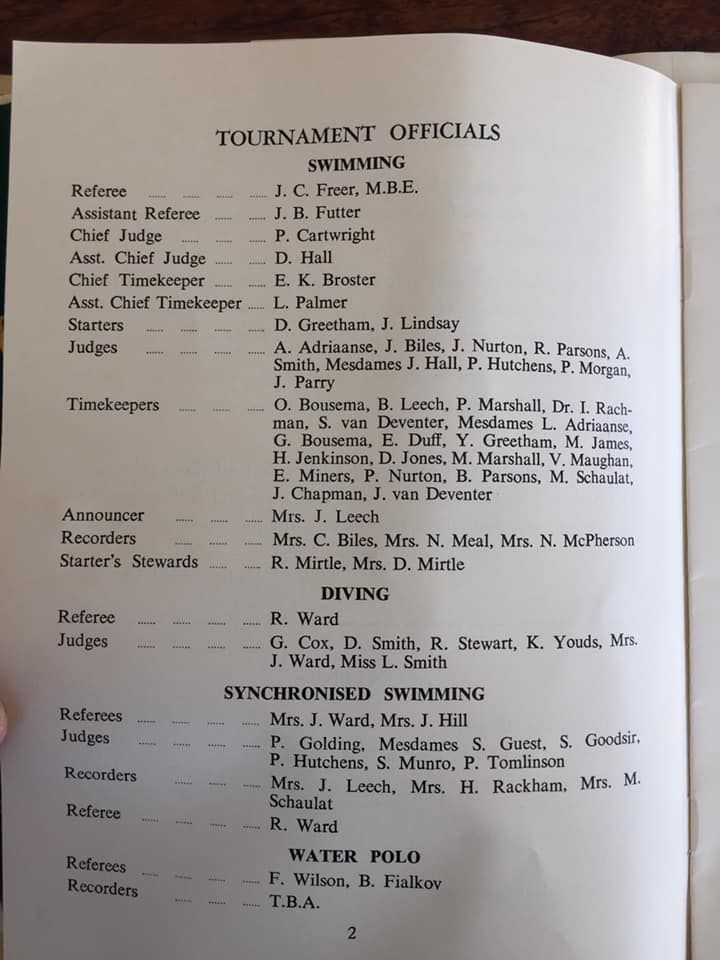 TOURNAMENT OFFICIALS
SWIMMING
Referee ...... ...... ...... ...... J. C. Freer, M.B.E.
Assistant Referee ...... ...... J. B. Futter
Chief Judge ...... ...... ...... P. Cartwright
Asst. Chief Judge ...... ...... D. Hall
Chief Timekeeper ...... ...... E. K. Broster
Asst. Chief Timekeeper ...... L. Palmer
Starters ...... ...... ...... ...... D. Greetham, J. Lindsay
Judges ...... ...... ...... ...... A. Adriaanse, J. Biles, J. Nurton, R. Parsons, A.
Smith, Mesdames J. Hall, P. Hutchens, P. Morgan,
J. Parry
Timekeepers ...... ...... ...... O. Bousema, B. Leech, P. Marshall, Dr. I. Rach-
man, S. van Deventer, Mesdames L. Adriaanse,
G. Bousema, E. Duff, Y. Greetham, M. James,
H. Jenkinson, D. Jones, M. Marshall, V. Maughan,
E. Miners, P. Nurton, B. Parsons, M. Schaulat,
J. Chapman, J. van Deventer
Announcer ...... ...... ...... Mrs. J. Leech
Recorders ...... ...... ...... Mrs. C. Biles, Mrs. N. Meal, Mrs. N. McPherson
Starter's Stewards ...... ...... R. Mirtle, Mrs. D. Mirtle
DIVING
Referee ...... ...... ...... ...... R. Ward
Judges ...... ...... ...... ...... G. Cox, D. Smith, R. Stewart, K. Youds, Mrs.
J. Ward, Miss L. Smith
SYNCHRONISED SWIMMING
Referees ...... ...... ...... ...... Mrs. J. Ward, Mrs. J. Hill
Judges ...... ...... ...... ...... P. Golding, Mesdames S. Guest, S. Goodsir,
P. Hutchens, S. Munro, P. Tomlinson
Recorders ...... ...... ...... Mrs. J. Leech, Mrs. H. Rackham, Mrs. M.
Schaulat
Referee ...... ...... ...... ...... R. Ward
WATER POLO
Referees ...... ...... ...... ...... F. Wilson, B. Fialkov
Recorders ...... ...... ...... T.B.A.
2